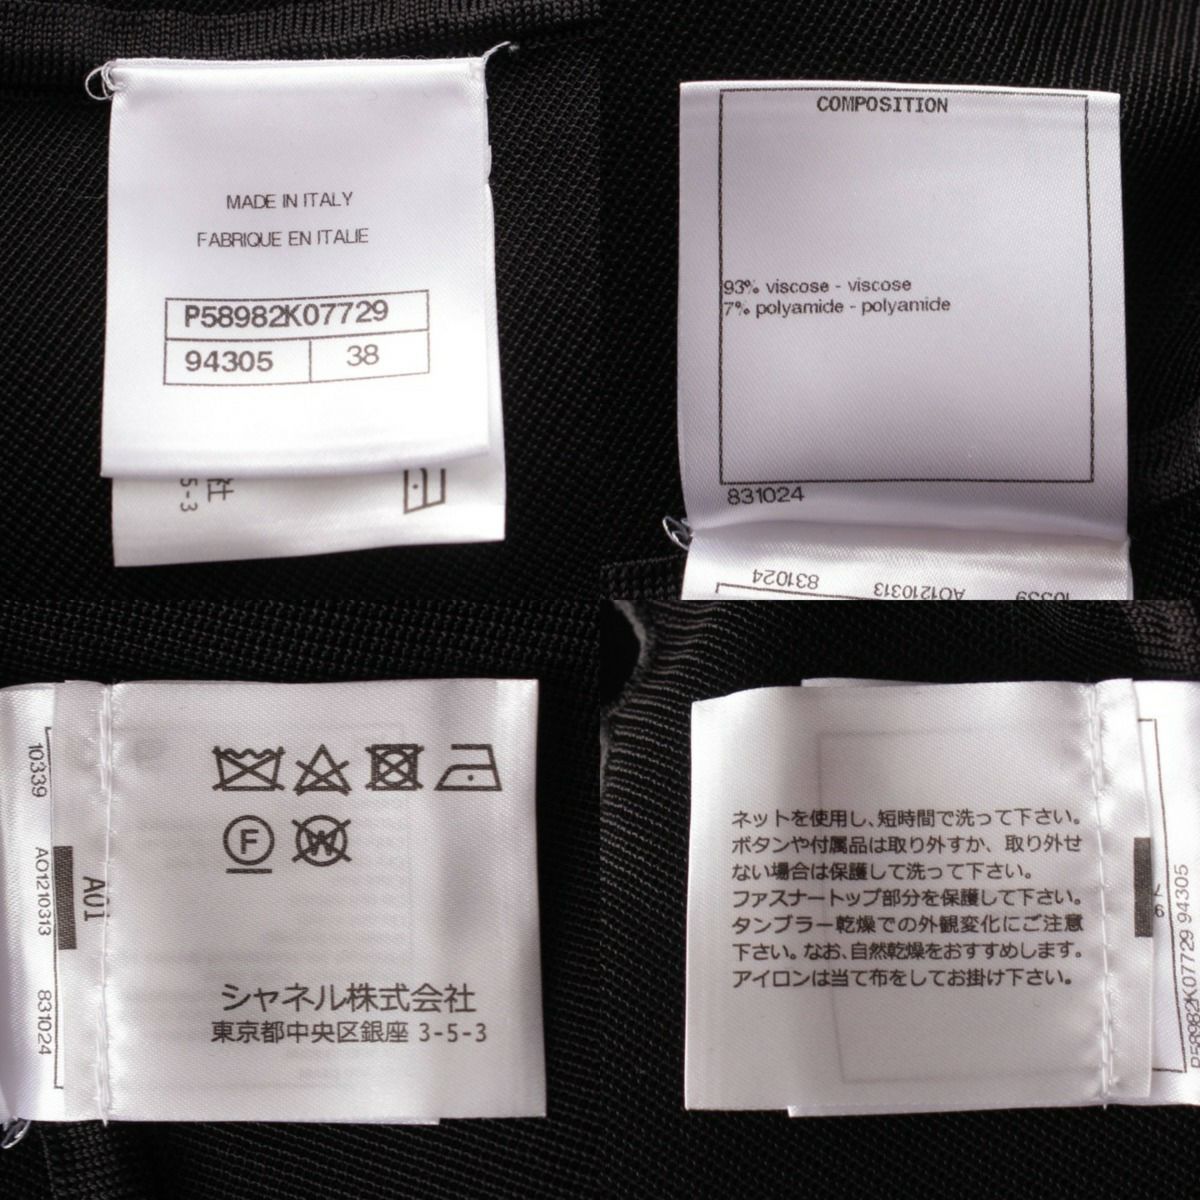 MADE IN ITALY
FABRIQUE EN ITALIE
P58982K07729
94305
38
社
5-3
COMPOSITION
93% viscose - viscose
7% polyamide - polyamide
831024
831024
AO1210313
10339
10339
AO1210313
831024
A01
F
W
シャネル株式会社
東京都中央区銀座 3-5-3
ネットを使用し、短時間で洗って下さい。
ボタンや付属品は取り外すか、取り外せ
ない場合は保護して洗って下さい。
ファスナートップ部分を保護して下さい。
タンブラー乾燥での外観変化にご注意
下さい。なお、自然乾燥をおすすめします。
アイロンは当て布をしてお掛け下さい。
P58982K07729 94305